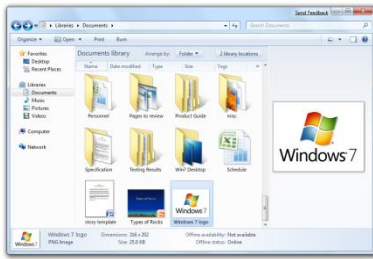 Send Feedback
Libraries ▸ Documents ▸
Search Documents
Organize Open Print Burn
Favorites
Desktop
Recent Places
Libraries
Documents
Music
Pictures
Videos
Computer
Network
Documents library
Arrange by: Folder
2 library locations
Name Date modified Type Size Tags
Personnel Pages to review Product Guide misc
Specification Testing Results Win7 Desktop Schedule
story template Types of Rocks Windows 7 logo
Windows 7
Windows 7
Windows 7 logo Dimensions: 316 x 202 Offline availability: Not available
PNG Image Size: 25.0 KB Offline status: Online